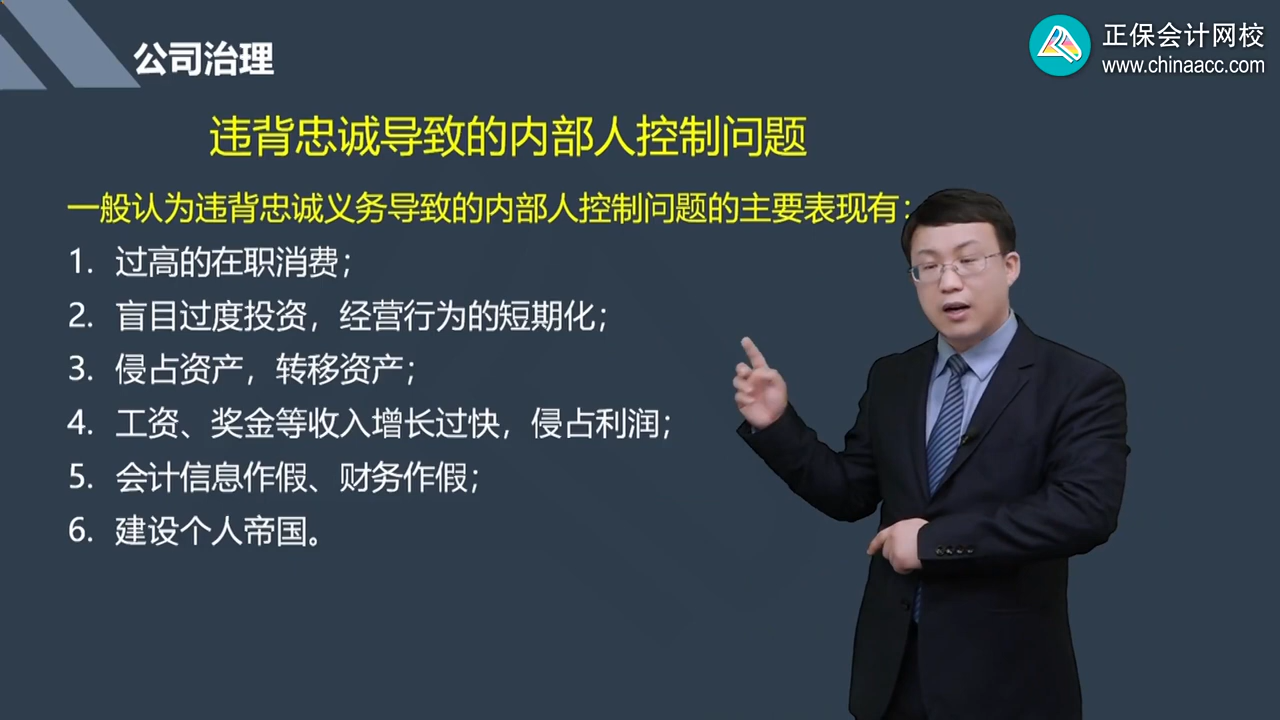 公司治理
正保会计网校
www.chinaacc.com
违背忠诚导致的内部人控制问题
一般认为违背忠诚义务导致的内部人控制问题的主要表现有：
1. 过高的在职消费；
2. 盲目过度投资，经营行为的短期化；
3. 侵占资产，转移资产；
4. 工资、奖金等收入增长过快，侵占利润；
5. 会计信息作假、财务作假；
6. 建设个人帝国。